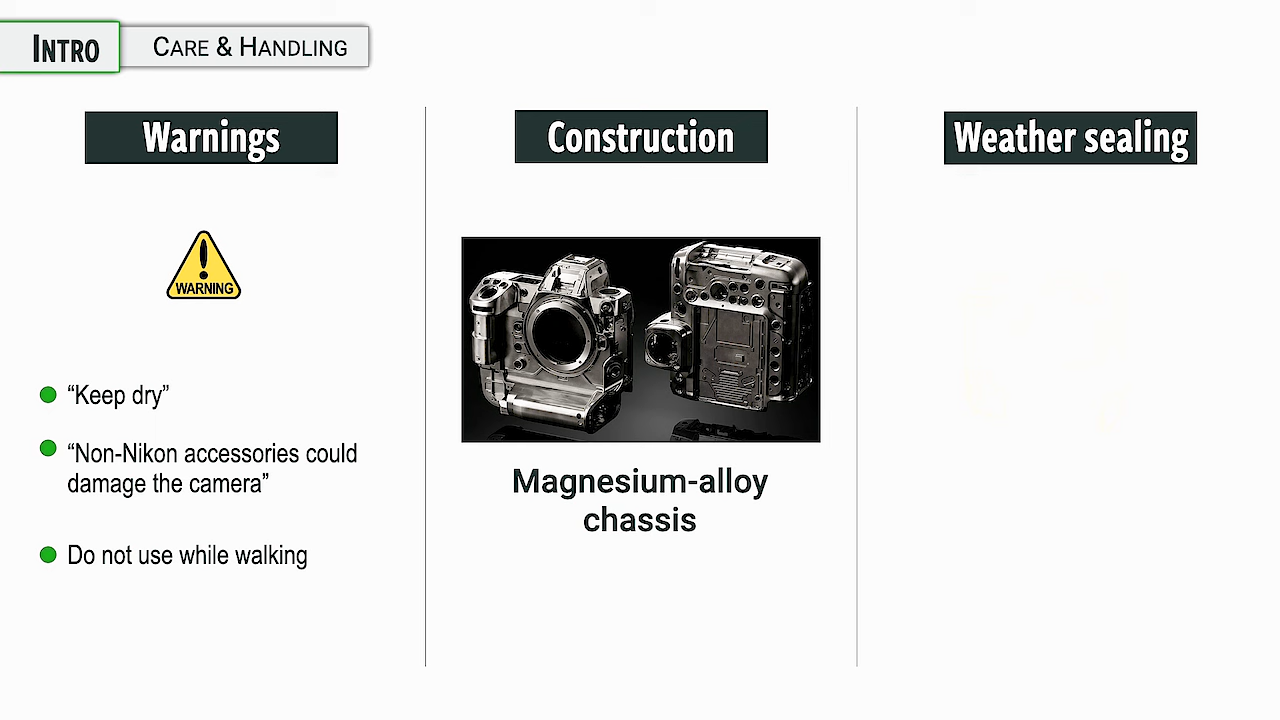 INTRO
CARE & HANDLING
Warnings
WARNING
“Keep dry”
“Non-Nikon accessories could
damage the camera”
Do not use while walking
Construction
Magnesium-alloy
chassis
Weather sealing